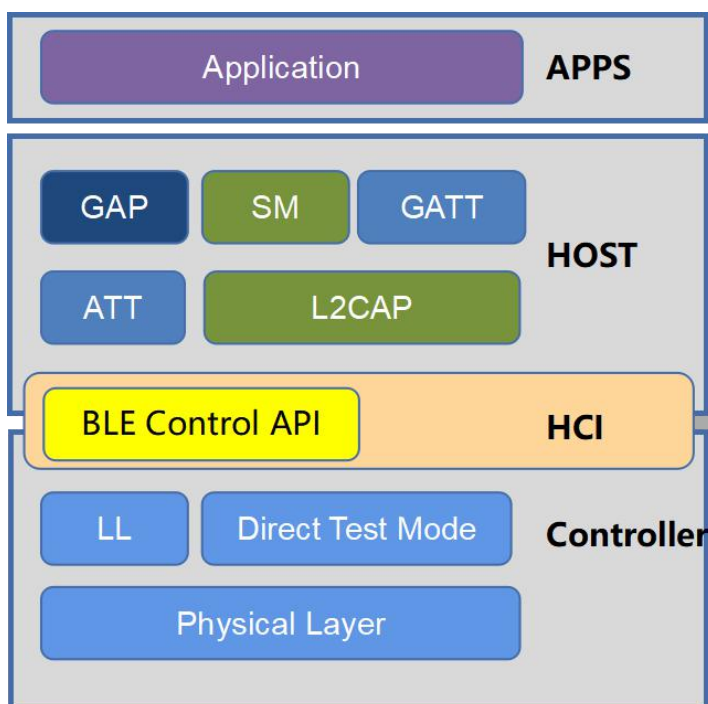 Application
APPS
GAP
SM
GATT
HOST
ATT
L2CAP
BLE Control API
HCI
LL
Direct Test Mode
Controller
Physical Layer